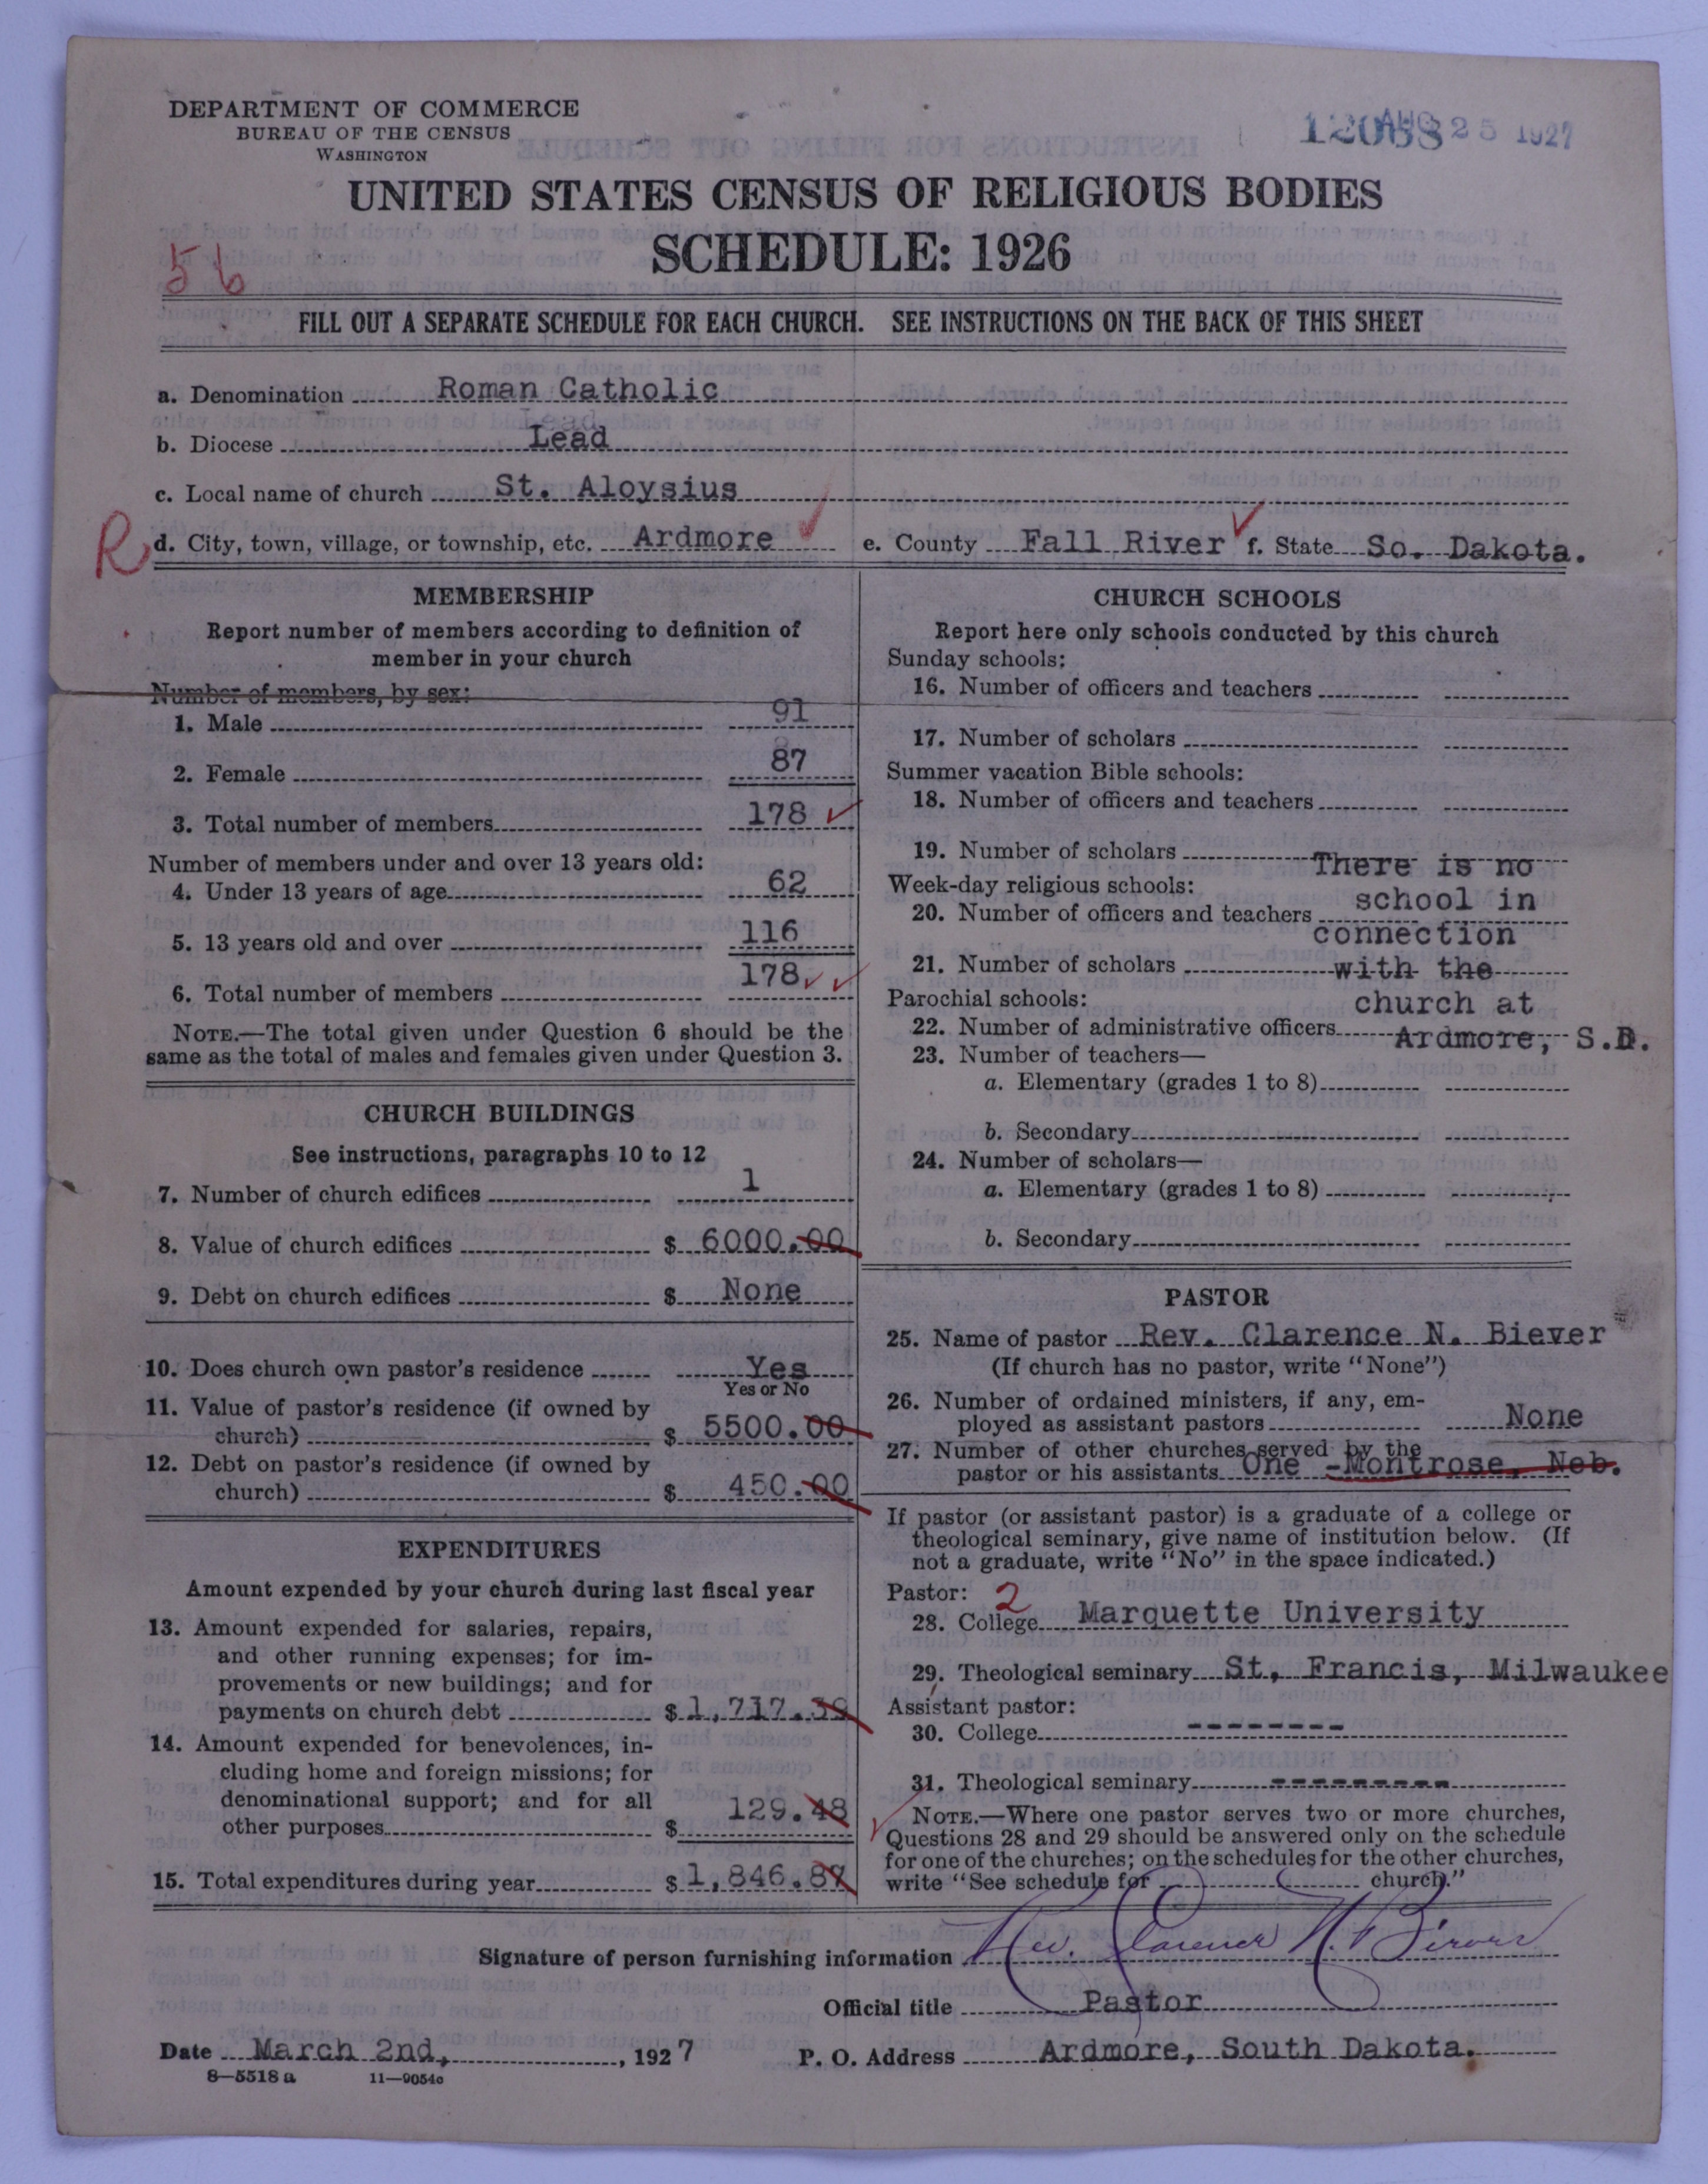 DEPARTMENT OF COMMERCE
BUREAU OF THE CENSUS
WASHINGTON
AUG 25 1927
UNITED STATES CENSUS OF RELIGIOUS BODIES
SCHEDULE: 1926
56
FILL OUT A SEPARATE SCHEDULE FOR EACH CHURCH. SEE INSTRUCTIONS ON THE BACK OF THIS SHEET
a. Denomination Roman Catholic
b. Diocese Lead
c. Local name of church St. Aloysius
R d. City, town, village, or township, etc. Ardmore e. County Fall River f. State So. Dakota.
MEMBERSHIP
Report number of members according to definition of
member in your church
Number of members, by sex:
1. Male 91
2. Female 87
3. Total number of members 178
Number of members under and over 13 years old:
4. Under 13 years of age 62
5. 13 years old and over 116
6. Total number of members 178
NOTE.—The total given under Question 6 should be the
same as the total of males and females given under Question 3.
CHURCH BUILDINGS
See instructions, paragraphs 10 to 12
7. Number of church edifices 1
8. Value of church edifices $ 6000.00
9. Debt on church edifices $ None
10. Does church own pastor's residence Yes
Yes or No
11. Value of pastor's residence (if owned by
church) $ 5500.00
12. Debt on pastor's residence (if owned by
church) $ 450.00
EXPENDITURES
Amount expended by your church during last fiscal year
13. Amount expended for salaries, repairs,
and other running expenses; for im-
provements or new buildings; and for
payments on church debt $ 1,717.39
14. Amount expended for benevolences, in-
cluding home and foreign missions; for
denominational support; and for all
other purposes $ 129.48
15. Total expenditures during year $ 1,846.87
CHURCH SCHOOLS
Report here only schools conducted by this church
Sunday schools:
16. Number of officers and teachers
17. Number of scholars
Summer vacation Bible schools:
18. Number of officers and teachers
19. Number of scholars There is no
Week-day religious schools:
school in
20. Number of officers and teachers
connection
21. Number of scholars with the
Parochial schools: church at
22. Number of administrative officers Ardmore, S.D.
23. Number of teachers—
a. Elementary (grades 1 to 8)
b. Secondary
24. Number of scholars—
a. Elementary (grades 1 to 8)
b. Secondary
PASTOR
25. Name of pastor Rev. Clarence N. Biever
(If church has no pastor, write "None")
26. Number of ordained ministers, if any, em-
ployed as assistant pastors None
27. Number of other churches served by the
pastor or his assistants One -Montrose, Neb.
If pastor (or assistant pastor) is a graduate of a college or
theological seminary, give name of institution below. (If
not a graduate, write "No" in the space indicated.)
Pastor: 2
28. College Marquette University
29. Theological seminary St, Francis, Milwaukee
Assistant pastor:
30. College --------
31. Theological seminary ---------
NOTE.—Where one pastor serves two or more churches,
Questions 28 and 29 should be answered only on the schedule
for one of the churches; on the schedules for the other churches,
write "See schedule for church."
Signature of person furnishing information Rev. Clarence N. Biever
Official title Pastor
Date March 2nd, , 1927 P. O. Address Ardmore, South Dakota.
8—5518 a 11—9054c